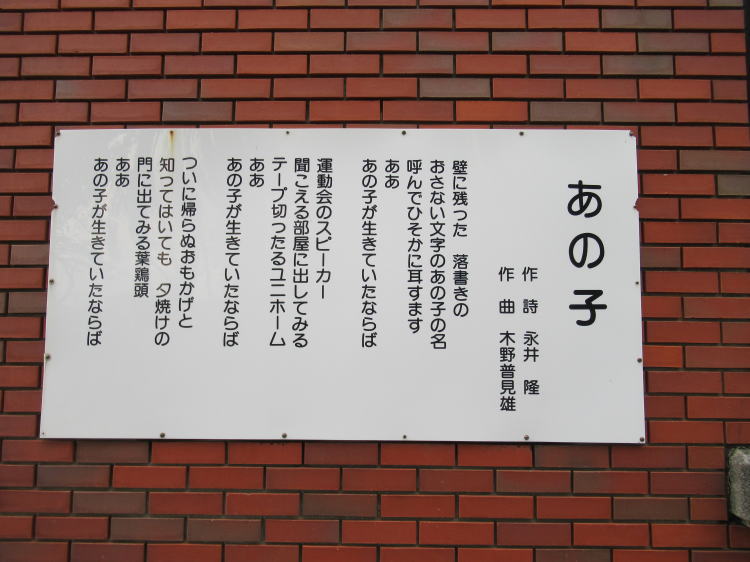 あの子
作詩 永井 隆
作曲 木野普見雄
壁に残った 落書きの
おさない文字のあの子の名
呼んでひそかに耳すます
ああ
あの子が生きていたならば
運動会のスピーカー
聞こえる部屋に出してみる
テープ切ったるユニホーム
ああ
あの子が生きていたならば
ついに帰らぬおもかげと
知ってはいても 夕焼けの
門に出てみる葉鶏頭
ああ
あの子が生きていたならば